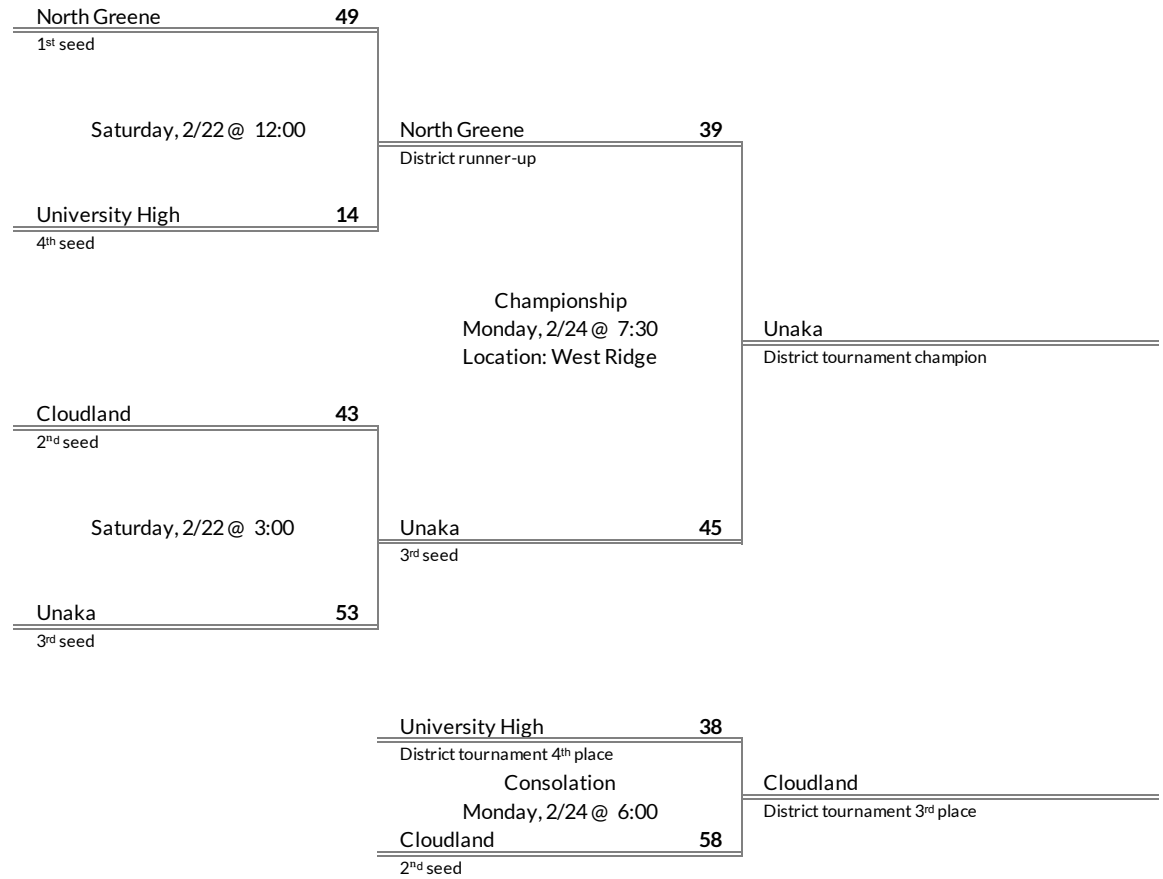 North Greene 49
1st seed
Saturday, 2/22 @ 12:00
University High 14
4th seed
North Greene 39
District runner-up
Championship
Monday, 2/24 @ 7:30
Location: West Ridge
Unaka
District tournament champion
Cloudland 43
2nd seed
Saturday, 2/22 @ 3:00
Unaka 53
3rd seed
Unaka 45
3rd seed
University High 38
District tournament 4th place
Consolation
Monday, 2/24 @ 6:00
Cloudland 58
2nd seed
Cloudland
District tournament 3rd place